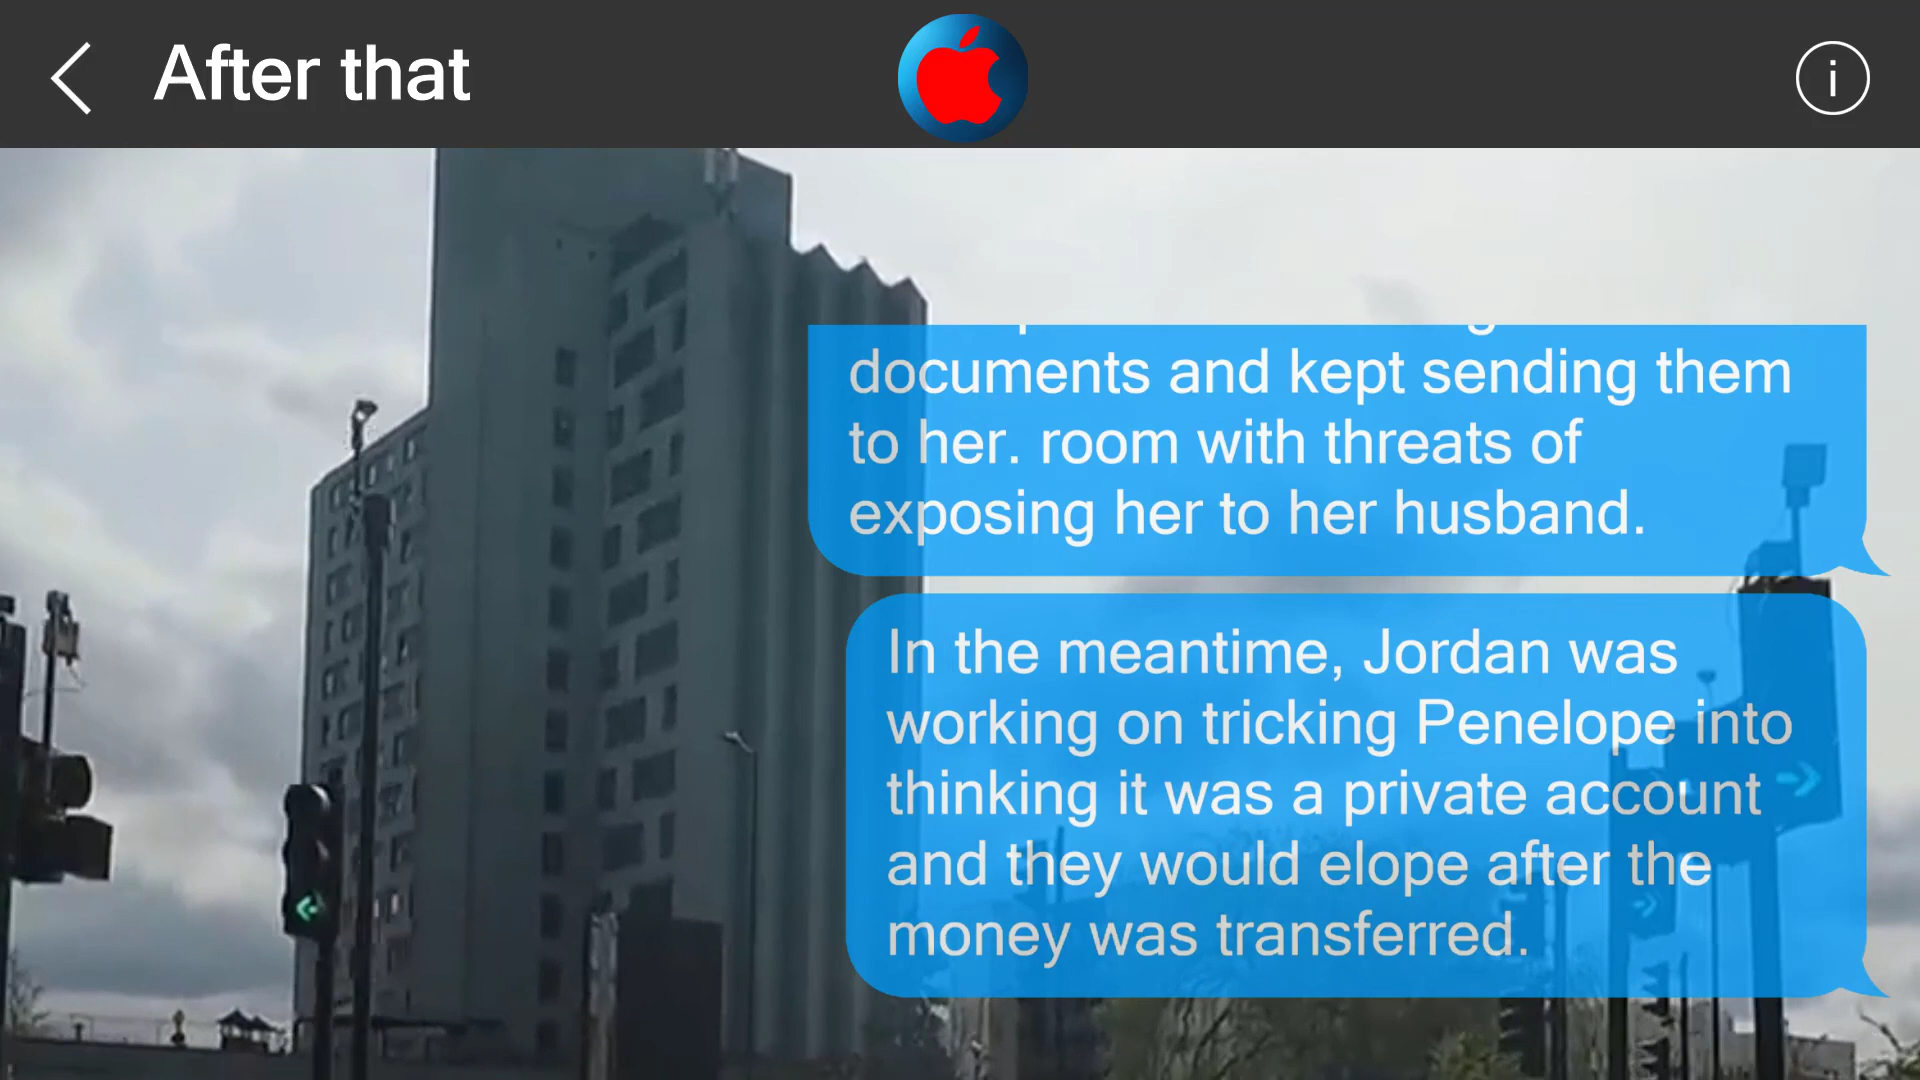 After that
documents and kept sending them
to her. room with threats of
exposing her to her husband.
In the meantime, Jordan was
working on tricking Penelope into
thinking it was a private account
and they would elope after the
money was transferred.